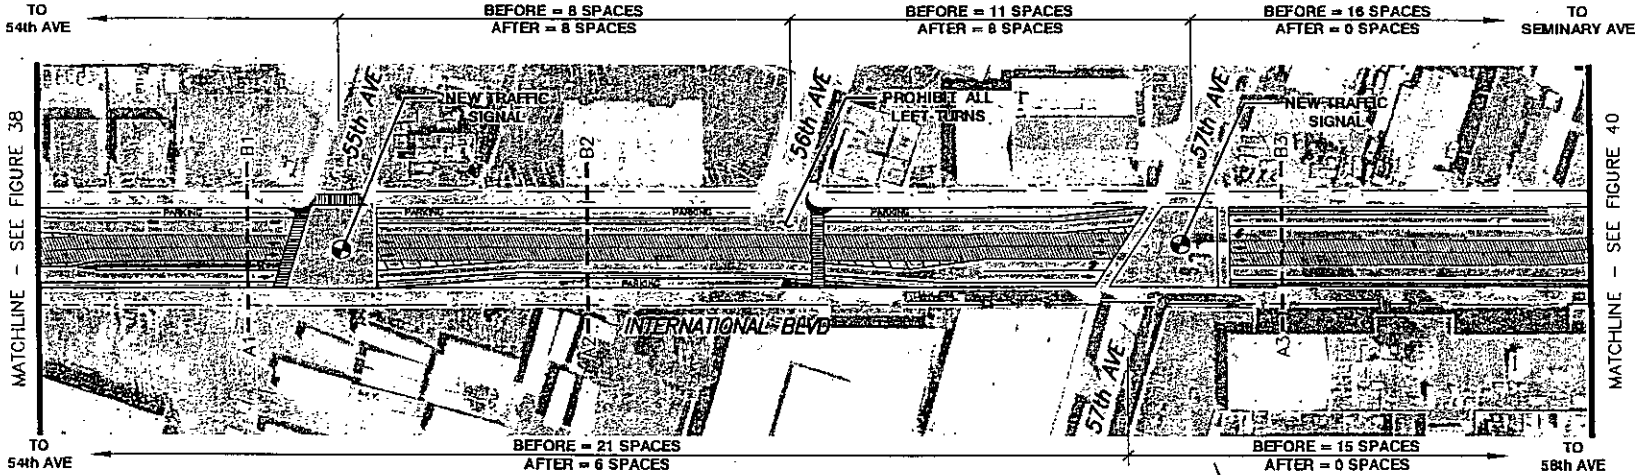 TO
54th AVE
BEFORE = 8 SPACES
AFTER = 8 SPACES
BEFORE = 11 SPACES
AFTER = 8 SPACES
BEFORE = 16 SPACES
AFTER = 0 SPACES
TO
SEMINARY AVE
MATCHLINE - SEE FIGURE 38
B1
55th AVE
NEW TRAFFIC
SIGNAL
B2
56th AVE
PROHIBIT ALL
LEFT TURNS
57th AVE
NEW TRAFFIC
SIGNAL
B3
MATCHLINE - SEE FIGURE 40
PARKING
PARKING
PARKING
PARKING
PARKING
INTERNATIONAL BLVD
A1
A2
57th AVE
A3
TO
54th AVE
BEFORE = 21 SPACES
AFTER = 6 SPACES
BEFORE = 15 SPACES
AFTER = 0 SPACES
TO
58th AVE